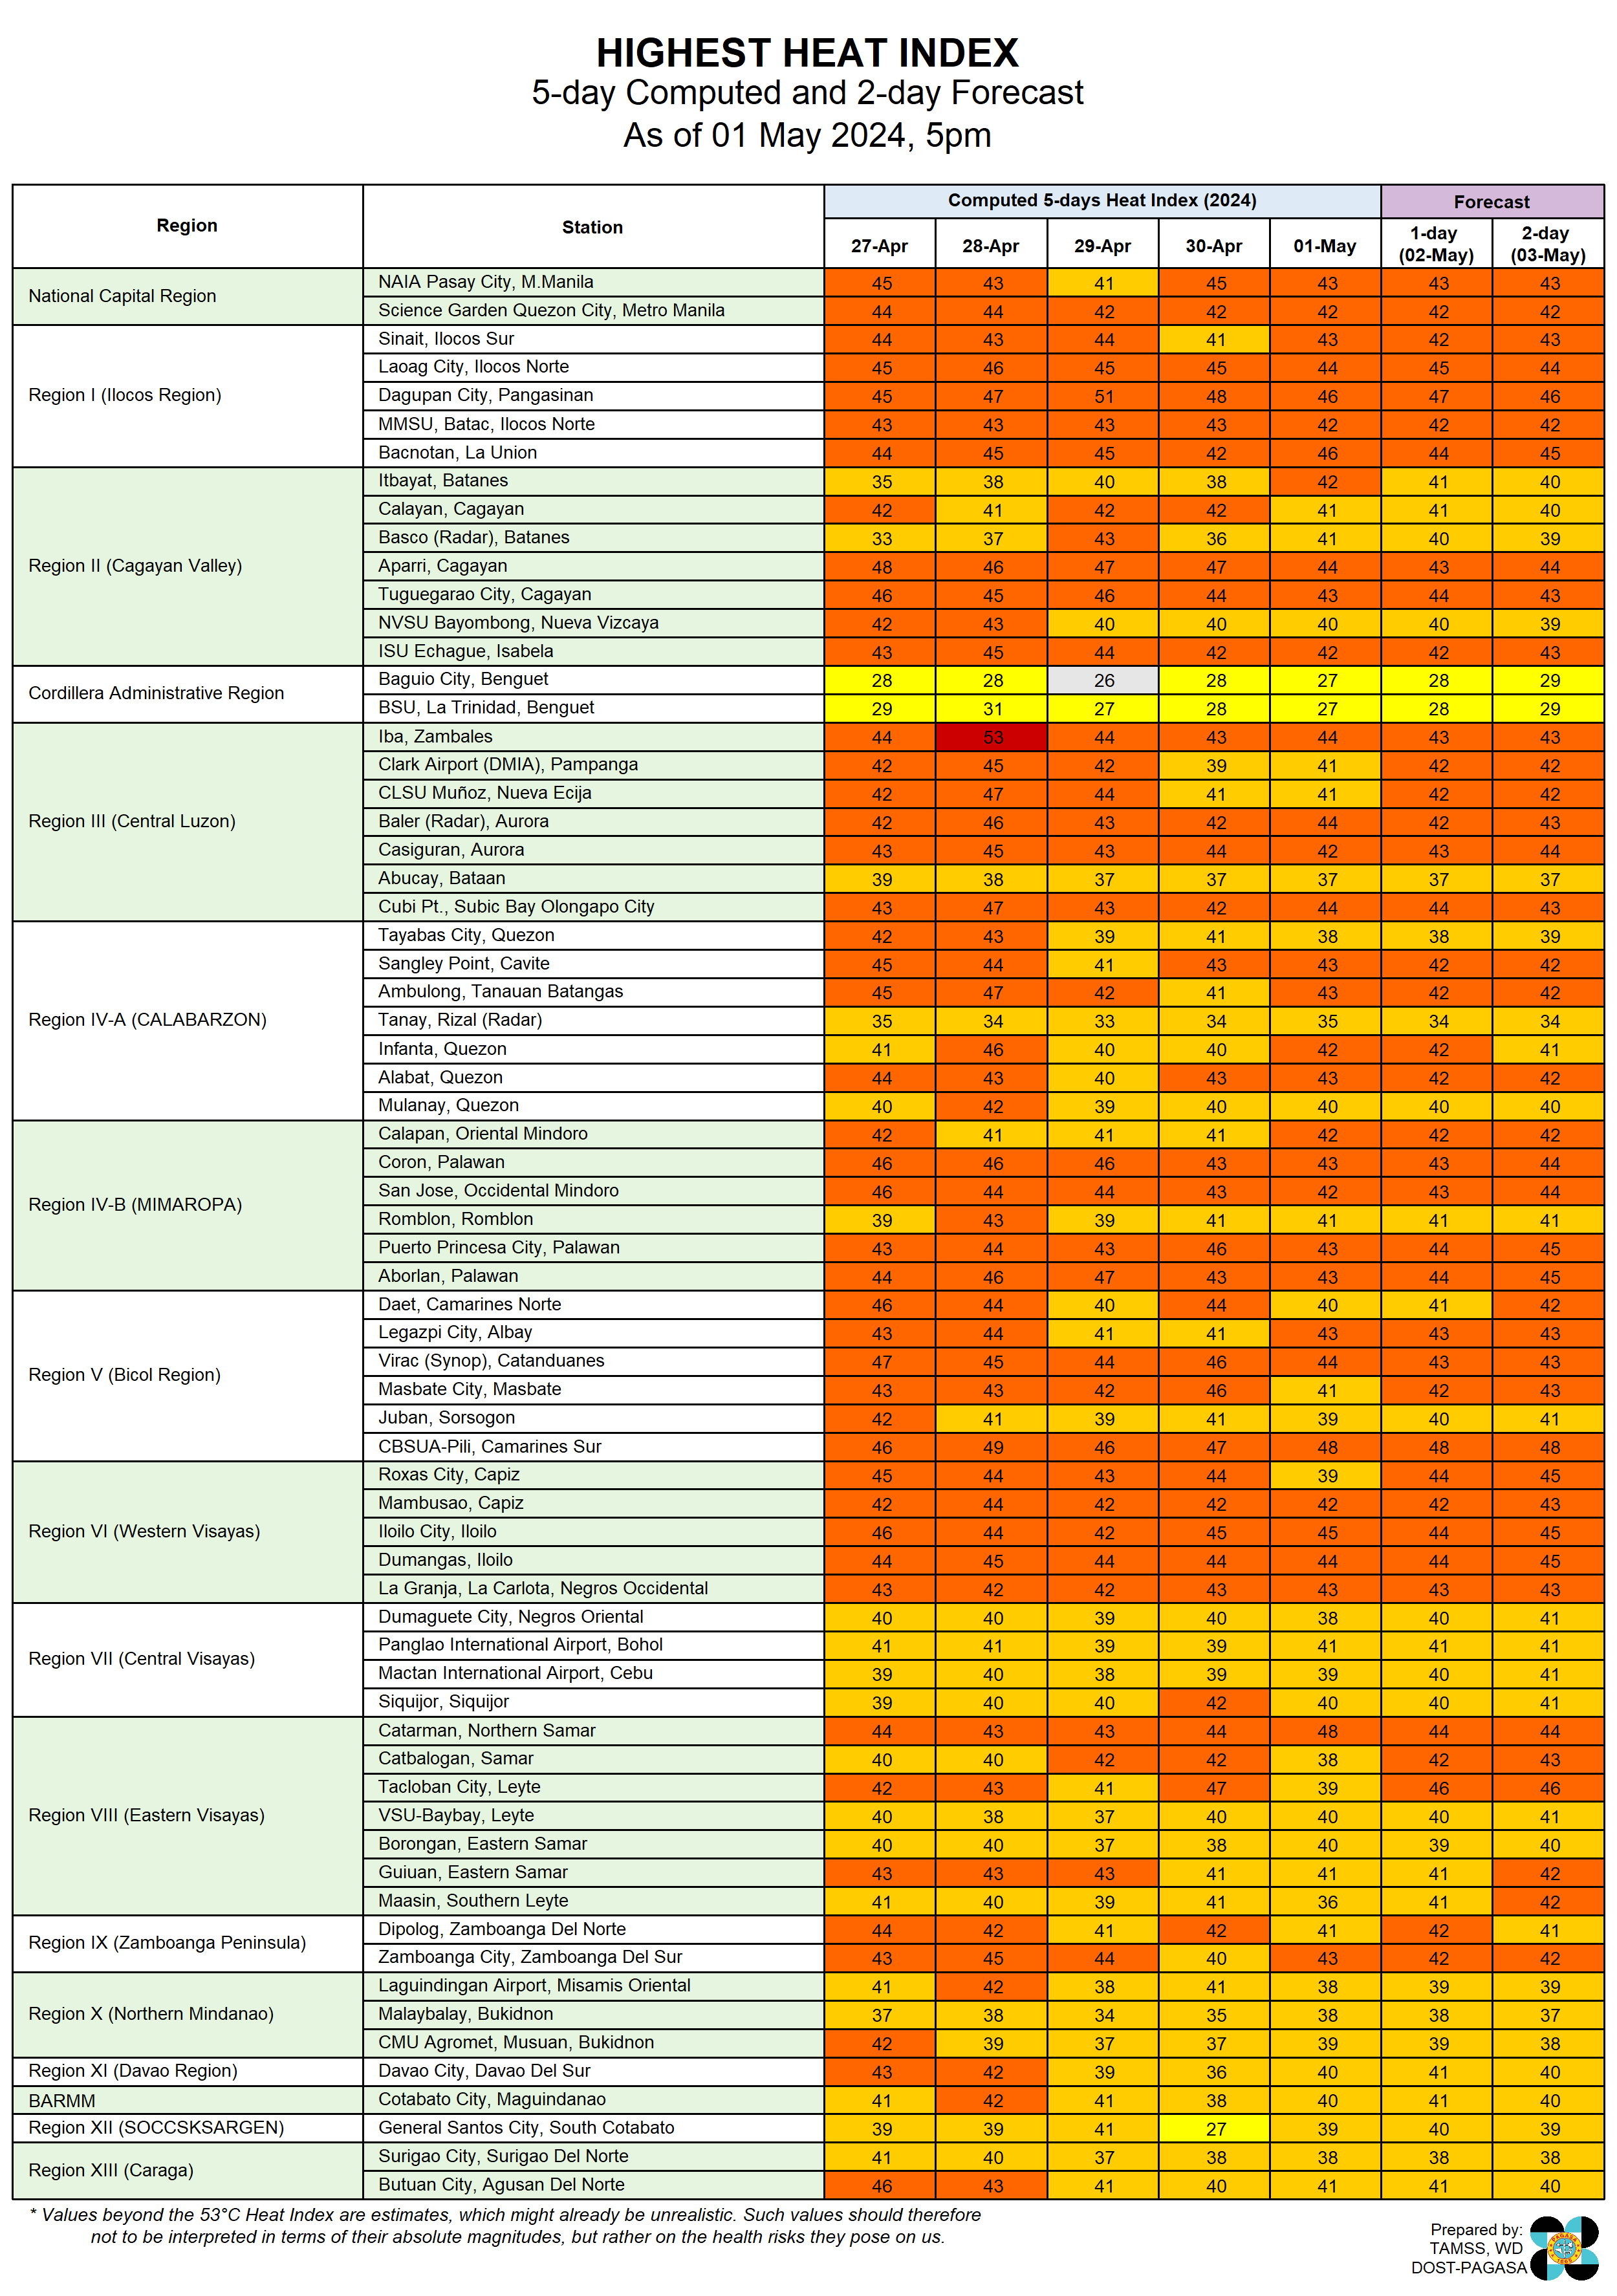 HIGHEST HEAT INDEX
5-day Computed and 2-day Forecast
As of 01 May 2024, 5pm
Region Station Computed 5-days Heat Index (2024) Forecast
27-Apr 28-Apr 29-Apr 30-Apr 01-May 1-day (02-May) 2-day (03-May)
National Capital Region
NAIA Pasay City, M.Manila 45 43 41 45 43 43 43
Science Garden Quezon City, Metro Manila 44 44 42 42 42 42 42
Region I (Ilocos Region)
Sinait, Ilocos Sur 44 43 44 41 43 42 43
Laoag City, Ilocos Norte 45 46 45 45 44 45 44
Dagupan City, Pangasinan 45 47 51 48 46 47 46
MMSU, Batac, Ilocos Norte 43 43 43 43 42 42 42
Bacnotan, La Union 44 45 45 42 46 44 45
Region II (Cagayan Valley)
Itbayat, Batanes 35 38 40 38 42 41 40
Calayan, Cagayan 42 41 42 42 41 41 40
Basco (Radar), Batanes 33 37 43 36 41 40 39
Aparri, Cagayan 48 46 47 47 44 43 44
Tuguegarao City, Cagayan 46 45 46 44 43 44 43
NVSU Bayombong, Nueva Vizcaya 42 43 40 40 40 40 39
ISU Echague, Isabela 43 45 44 42 42 42 43
Cordillera Administrative Region
Baguio City, Benguet 28 28 26 28 27 28 29
BSU, La Trinidad, Benguet 29 31 27 28 27 28 29
Region III (Central Luzon)
Iba, Zambales 44 53 44 43 44 43 43
Clark Airport (DMIA), Pampanga 42 45 42 39 41 42 42
CLSU Muñoz, Nueva Ecija 42 47 44 41 41 42 42
Baler (Radar), Aurora 42 46 43 42 44 42 43
Casiguran, Aurora 43 45 43 44 42 43 44
Abucay, Bataan 39 38 37 37 37 37 37
Cubi Pt., Subic Bay Olongapo City 43 47 43 42 44 44 43
Region IV-A (CALABARZON)
Tayabas City, Quezon 42 43 39 41 38 38 39
Sangley Point, Cavite 45 44 41 43 43 42 42
Ambulong, Tanauan Batangas 45 47 42 41 43 42 42
Tanay, Rizal (Radar) 35 34 33 34 35 34 34
Infanta, Quezon 41 46 40 40 42 42 41
Alabat, Quezon 44 43 40 43 43 42 42
Mulanay, Quezon 40 42 39 40 40 40 40
Region IV-B (MIMAROPA)
Calapan, Oriental Mindoro 42 41 41 41 42 42 42
Coron, Palawan 46 46 46 43 43 43 44
San Jose, Occidental Mindoro 46 44 44 43 42 43 44
Romblon, Romblon 39 43 39 41 41 41 41
Puerto Princesa City, Palawan 43 44 43 46 43 44 45
Aborlan, Palawan 44 46 47 43 43 44 45
Region V (Bicol Region)
Daet, Camarines Norte 46 44 40 44 40 41 42
Legazpi City, Albay 43 44 41 41 43 43 43
Virac (Synop), Catanduanes 47 45 44 46 44 43 43
Masbate City, Masbate 43 43 42 46 41 42 43
Juban, Sorsogon 42 41 39 41 39 40 41
CBSUA-Pili, Camarines Sur 46 49 46 47 48 48 48
Region VI (Western Visayas)
Roxas City, Capiz 45 44 43 44 39 44 45
Mambusao, Capiz 42 44 42 42 42 42 43
Iloilo City, Iloilo 46 44 42 45 45 44 45
Dumangas, Iloilo 44 45 44 44 44 44 45
La Granja, La Carlota, Negros Occidental 43 42 42 43 43 43 43
Region VII (Central Visayas)
Dumaguete City, Negros Oriental 40 40 39 40 38 40 41
Panglao International Airport, Bohol 41 41 39 39 41 41 41
Mactan International Airport, Cebu 39 40 38 39 39 40 41
Siquijor, Siquijor 39 40 40 42 40 40 41
Region VIII (Eastern Visayas)
Catarman, Northern Samar 44 43 43 44 48 44 44
Catbalogan, Samar 40 40 42 42 38 42 43
Tacloban City, Leyte 42 43 41 47 39 46 46
VSU-Baybay, Leyte 40 38 37 40 40 40 41
Borongan, Eastern Samar 40 40 37 38 40 39 40
Guiuan, Eastern Samar 43 43 43 41 41 41 42
Maasin, Southern Leyte 41 40 39 41 36 41 42
Region IX (Zamboanga Peninsula)
Dipolog, Zamboanga Del Norte 44 42 41 42 41 42 41
Zamboanga City, Zamboanga Del Sur 43 45 44 40 43 42 42
Region X (Northern Mindanao)
Laguindingan Airport, Misamis Oriental 41 42 38 41 38 39 39
Malaybalay, Bukidnon 37 38 34 35 38 38 37
CMU Agromet, Musuan, Bukidnon 42 39 37 37 39 39 38
Region XI (Davao Region) Davao City, Davao Del Sur 43 42 39 36 40 41 40
BARMM Cotabato City, Maguindanao 41 42 41 38 40 41 40
Region XII (SOCCSKSARGEN) General Santos City, South Cotabato 39 39 41 27 39 40 39
Region XIII (Caraga)
Surigao City, Surigao Del Norte 41 40 37 38 38 38 38
Butuan City, Agusan Del Norte 46 43 41 40 41 41 40
* Values beyond the 53°C Heat Index are estimates, which might already be unrealistic. Such values should therefore
not to be interpreted in terms of their absolute magnitudes, but rather on the health risks they pose on us.
Prepared by:
TAMSS, WD
DOST-PAGASA